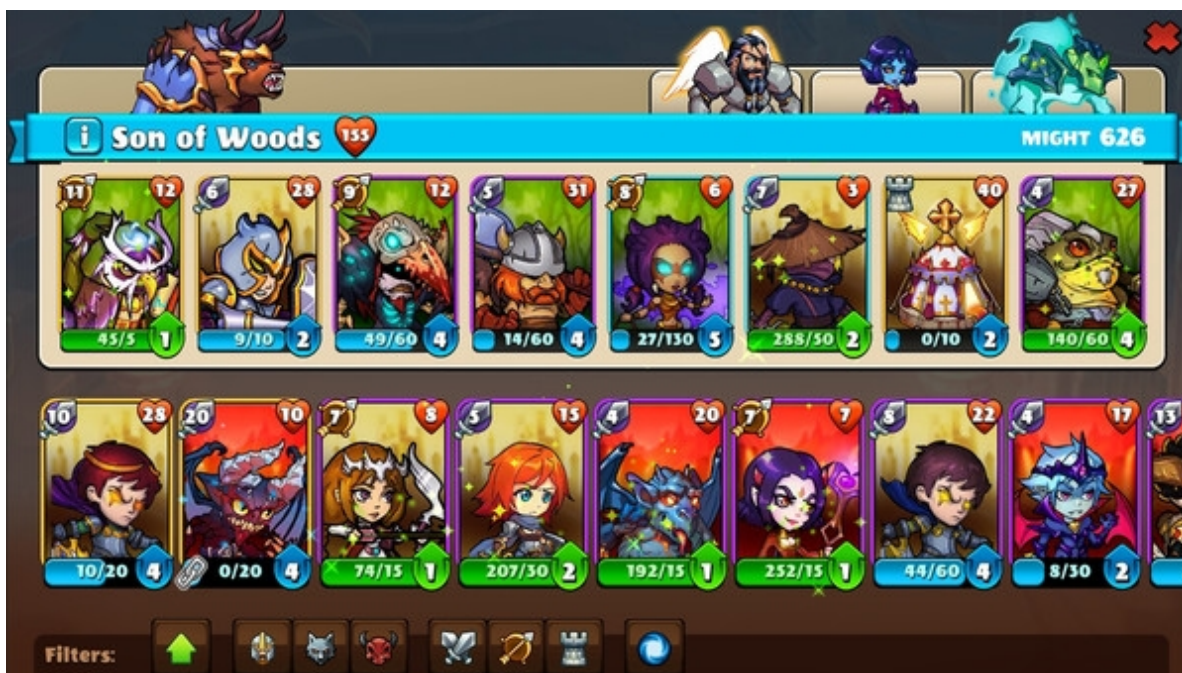 i Son of Woods 155 MIGHT 626
11 12 6 28 9 12 5 31 8 6 7 3 40 4 27
45/5 1 9/10 2 49/60 4 14/60 4 27/130 5 288/50 2 0/10 2 140/60 4
10 28 20 10 7 8 5 15 4 20 7 7 8 22 4 17 13
10/20 4 0/20 4 74/15 1 207/30 2 192/15 1 252/15 1 44/60 4 8/30 2
Filters: